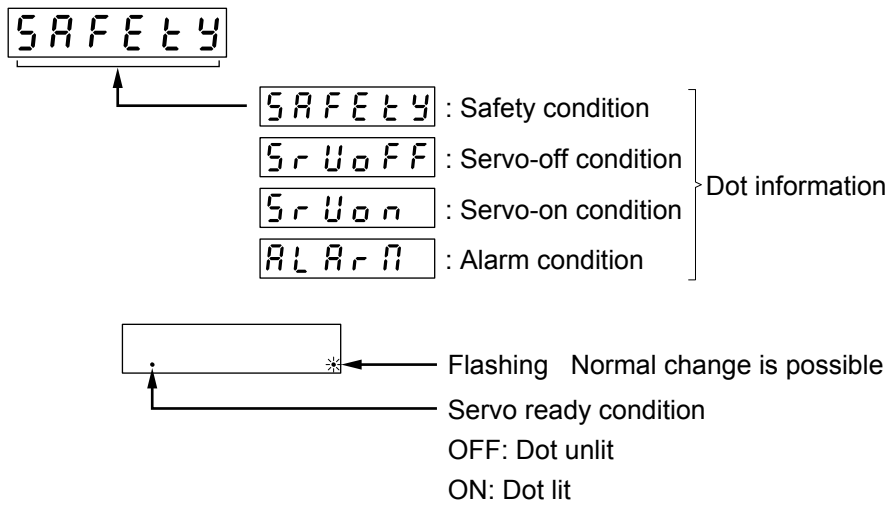 SAFEtY
SAFEtY : Safety condition
SrUoFF : Servo-off condition
SrUon : Servo-on condition
ALArM : Alarm condition
Dot information
Flashing Normal change is possible
Servo ready condition
OFF: Dot unlit
ON: Dot lit